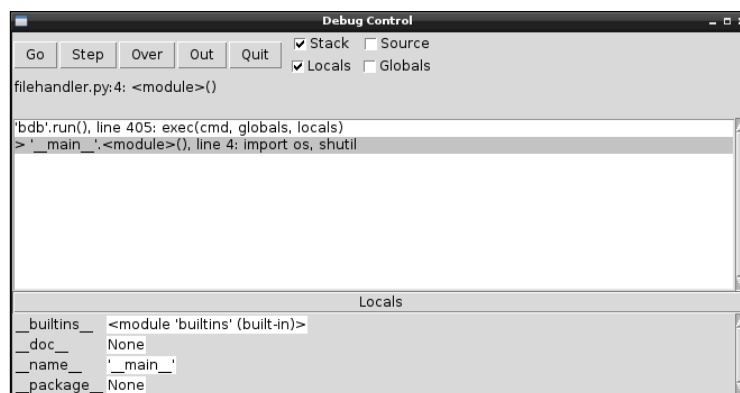 Debug Control
Go Step Over Out Quit Stack Source
Locals Globals
filehandler.py:4: <module>()
'bdb'.run(), line 405: exec(cmd, globals, locals)
> '__main__'.<module>(), line 4: import os, shutil
Locals
__builtins__ <module 'builtins' (built-in)>
__doc__ None
__name__ '__main__'
__package__ None